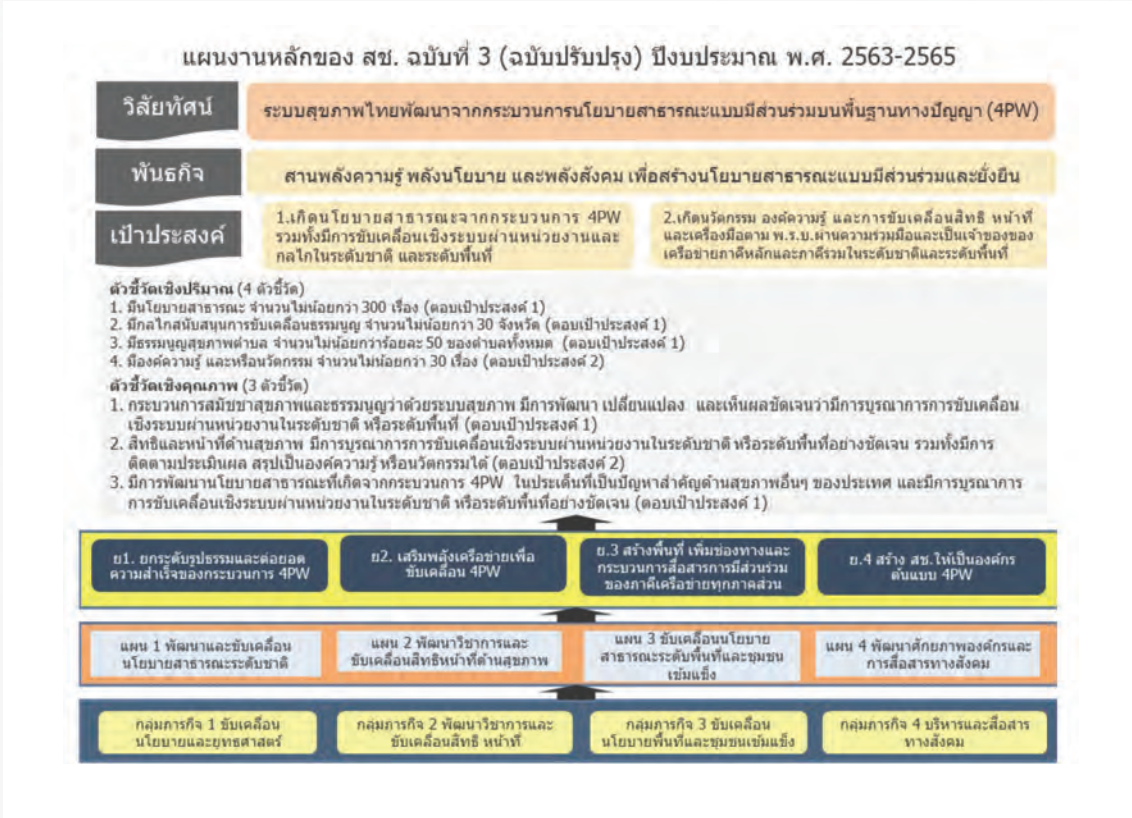 แผนงานหลักของ สช. ฉบับที่ 3 (ฉบับปรับปรุง) ปีงบประมาณ พ.ศ. 2563-2565
วิสัยทัศน์
ระบบสุขภาพไทยพัฒนาจากกระบวนการนโยบายสาธารณะแบบมีส่วนร่วมบนพื้นฐานทางปัญญา (4PW)
พันธกิจ
สานพลังความรู้ พลังนโยบาย และพลังสังคม เพื่อสร้างนโยบายสาธารณะแบบมีส่วนร่วมและยั่งยืน
เป้าประสงค์
1.เกิดนโยบายสาธารณะจากกระบวนการ 4PW
รวมทั้งมีการขับเคลื่อนเชิงระบบผ่านหน่วยงานและ
กลไกในระดับชาติ และระดับพื้นที่
2.เกิดนวัตกรรม องค์ความรู้ และการขับเคลื่อนสิทธิ หน้าที่
และเครื่องมือตาม พ.ร.บ.ผ่านความร่วมมือและเป็นเจ้าของของ
เครือข่ายภาคีหลักและภาคีร่วมในระดับชาติและระดับพื้นที่
ตัวชี้วัดเชิงปริมาณ (4 ตัวชี้วัด)
1. มีนโยบายสาธารณะ จำนวนไม่น้อยกว่า 300 เรื่อง (ตอบเป้าประสงค์ 1)
2. มีกลไกสนับสนุนการขับเคลื่อนธรรมนูญ จำนวนไม่น้อยกว่า 30 จังหวัด (ตอบเป้าประสงค์ 1)
3. มีธรรมนูญสุขภาพตำบล จำนวนไม่น้อยกว่าร้อยละ 50 ของตำบลทั้งหมด (ตอบเป้าประสงค์ 1)
4. มีองค์ความรู้ และหรือนวัตกรรม จำนวนไม่น้อยกว่า 30 เรื่อง (ตอบเป้าประสงค์ 2)
ตัวชี้วัดเชิงคุณภาพ (3 ตัวชี้วัด)
1. กระบวนการสมัชชาสุขภาพและธรรมนูญว่าด้วยระบบสุขภาพ มีการพัฒนา เปลี่ยนแปลง และเห็นผลชัดเจนว่ามีการบูรณาการการขับเคลื่อน
เชิงระบบผ่านหน่วยงานในระดับชาติ หรือระดับพื้นที่ (ตอบเป้าประสงค์ 1)
2. สิทธิและหน้าที่ด้านสุขภาพ มีการบูรณาการการขับเคลื่อนเชิงระบบผ่านหน่วยงานในระดับชาติ หรือระดับพื้นที่อย่างชัดเจน รวมทั้งมีการ
ติดตามประเมินผล สรุปเป็นองค์ความรู้ หรือนวัตกรรมได้ (ตอบเป้าประสงค์ 2)
3. มีการพัฒนานโยบายสาธารณะที่เกิดจากกระบวนการ 4PW ในประเด็นที่เป็นปัญหาสำคัญด้านสุขภาพอื่นๆ ของประเทศ และมีการบูรณาการ
การขับเคลื่อนเชิงระบบผ่านหน่วยงานในระดับชาติ หรือระดับพื้นที่อย่างชัดเจน (ตอบเป้าประสงค์ 1)
ย1. ยกระดับรูปธรรมและต่อยอด
ความสำเร็จของกระบวนการ 4PW
ย2. เสริมพลังเครือข่ายเพื่อ
ขับเคลื่อน 4PW
ย.3 สร้างพื้นที่ เพิ่มช่องทางและ
กระบวนการสื่อสารการมีส่วนร่วม
ของภาคีเครือข่ายทุกภาคส่วน
ย.4 สร้าง สช.ให้เป็นองค์กร
ต้นแบบ 4PW
แผน 1 พัฒนาและขับเคลื่อน
นโยบายสาธารณะระดับชาติ
แผน 2 พัฒนาวิชาการและ
ขับเคลื่อนสิทธิหน้าที่ด้านสุขภาพ
แผน 3 ขับเคลื่อนนโยบาย
สาธารณะระดับพื้นที่และชุมชน
เข้มแข็ง
แผน 4 พัฒนาศักยภาพองค์กรและ
การสื่อสารทางสังคม
กลุ่มภารกิจ 1 ขับเคลื่อน
นโยบายและยุทธศาสตร์
กลุ่มภารกิจ 2 พัฒนาวิชาการและ
ขับเคลื่อนสิทธิ หน้าที่
กลุ่มภารกิจ 3 ขับเคลื่อน
นโยบายพื้นที่และชุมชนเข้มแข็ง
กลุ่มภารกิจ 4 บริหารและสื่อสาร
ทางสังคม